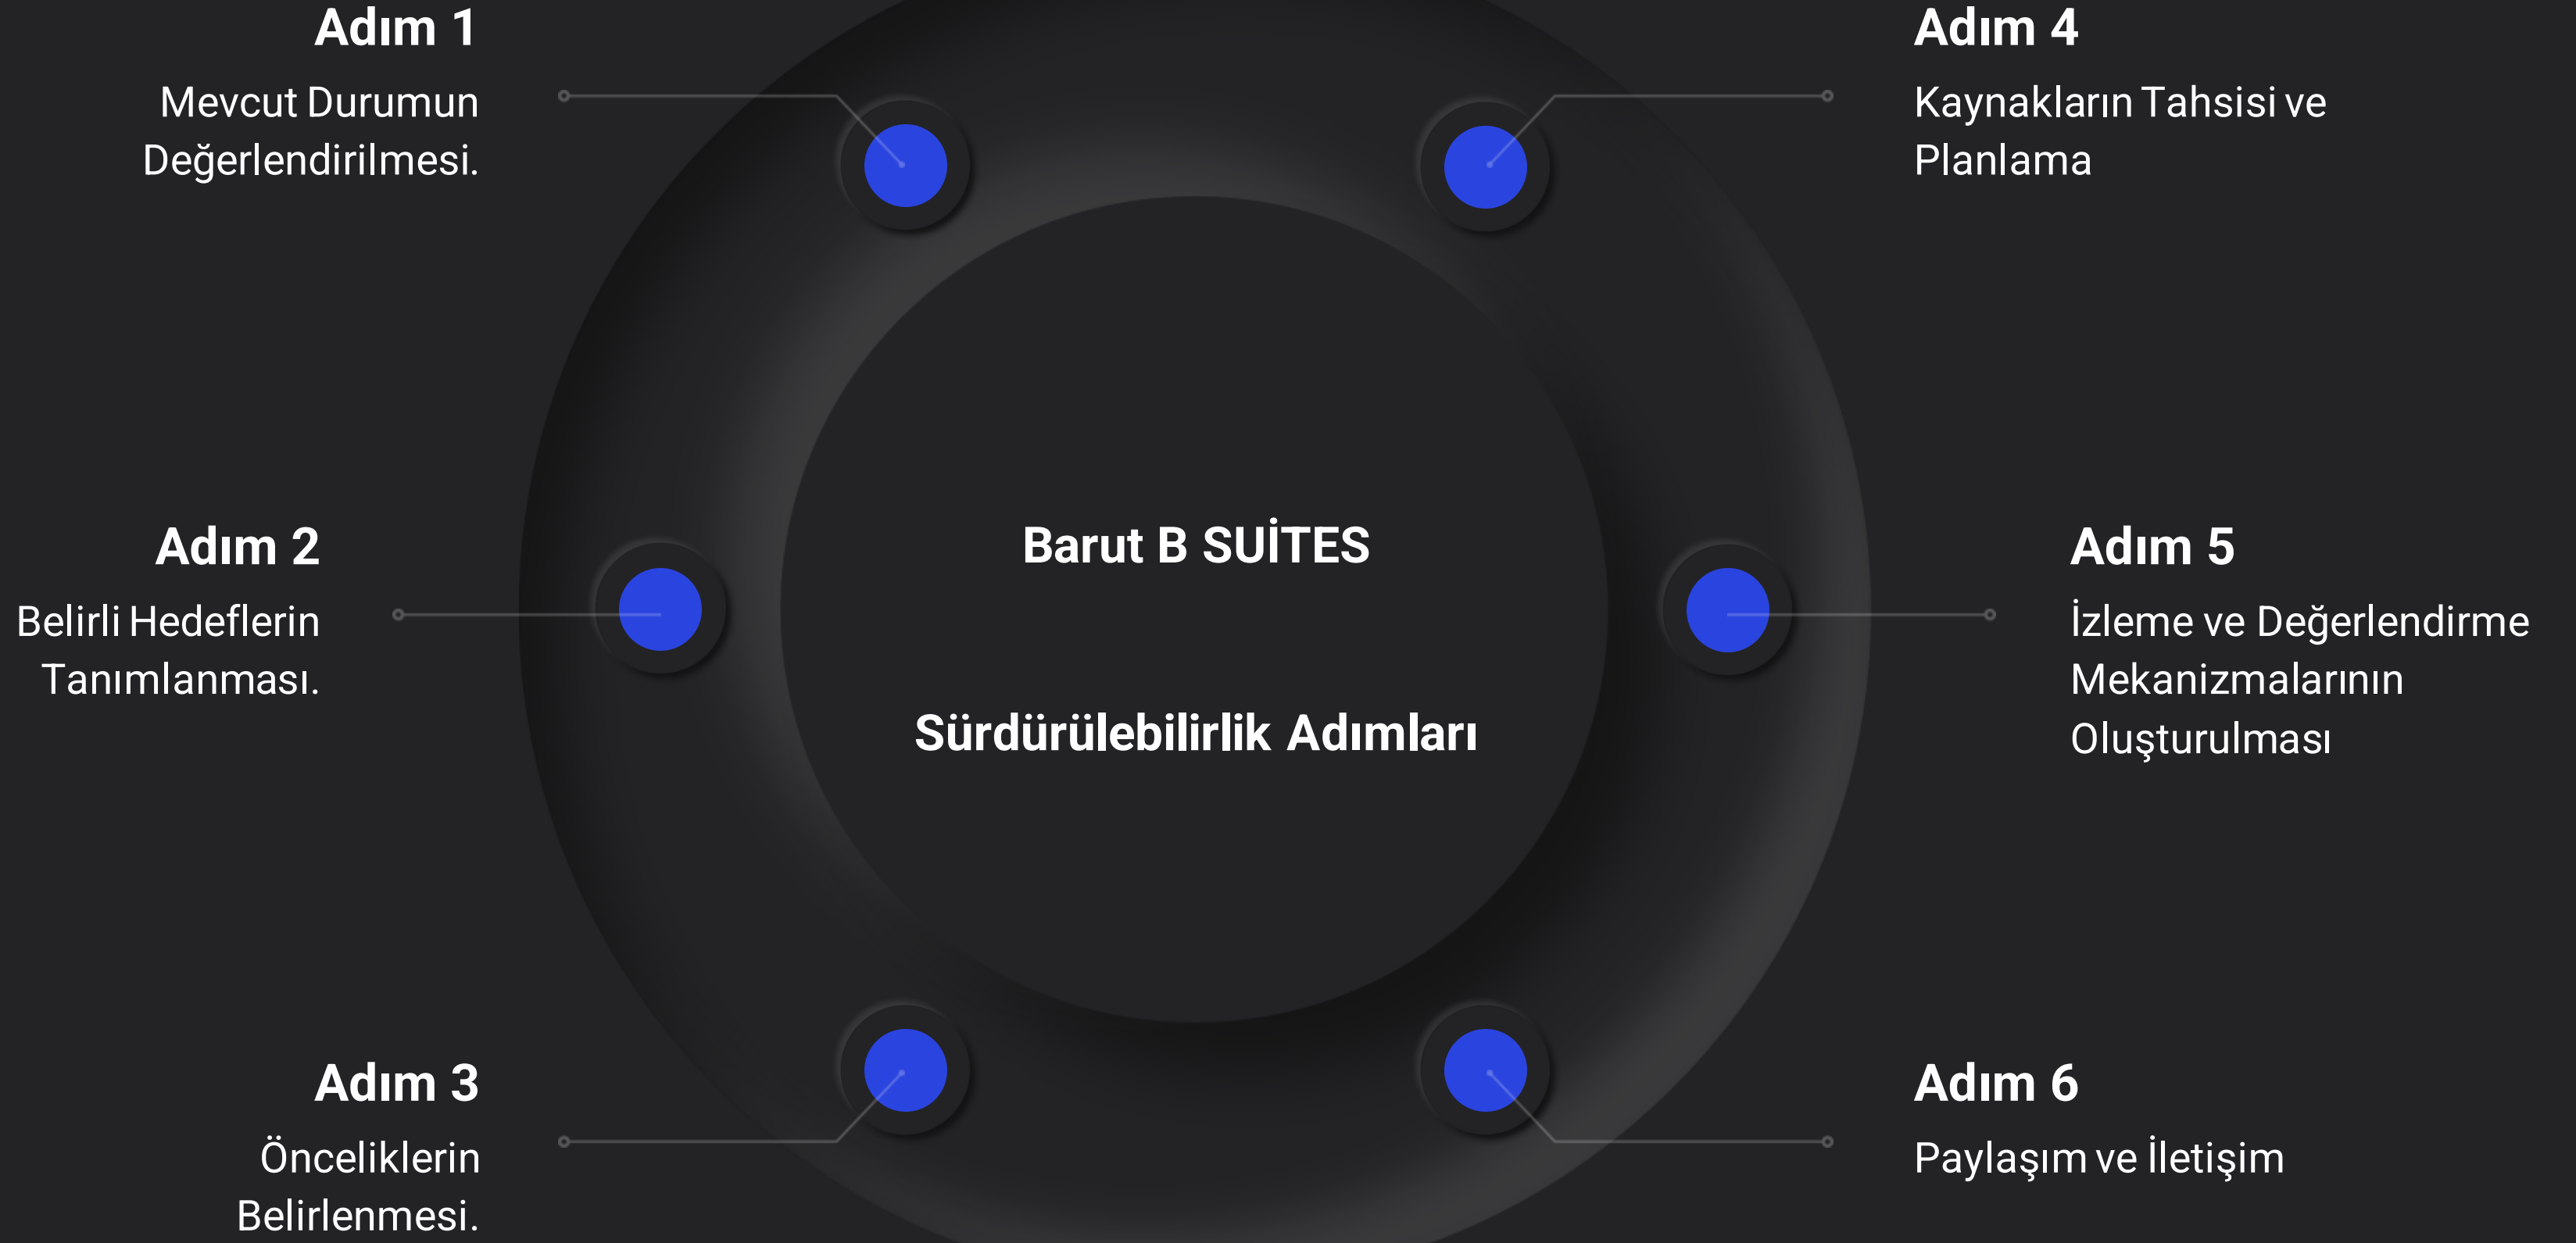 Adım 1
Mevcut Durumun
Değerlendirilmesi.
Adım 2
Belirli Hedeflerin
Tanımlanması.
Adım 3
Önceliklerin
Belirlenmesi.
Barut B SUİTES
Sürdürülebilirlik Adımları
Adım 4
Kaynakların Tahsisi ve
Planlama
Adım 5
İzleme ve Değerlendirme
Mekanizmalarının
Oluşturulması
Adım 6
Paylaşım ve İletişim